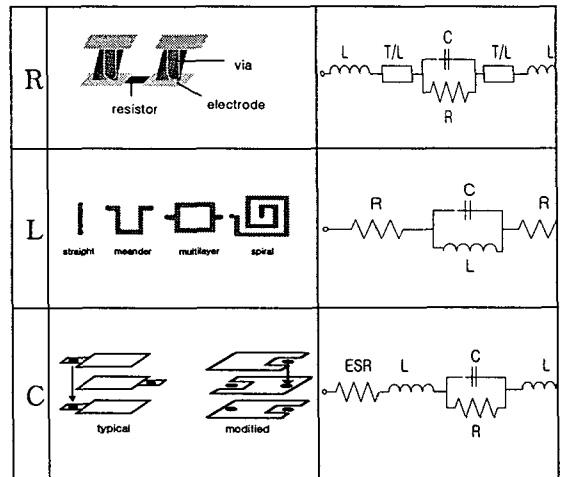 R
via
resistor
electrode
L T/L C T/L L
R
L
straight meander multilayer spiral
R C R
L
C
typical modified
ESR L C L
R